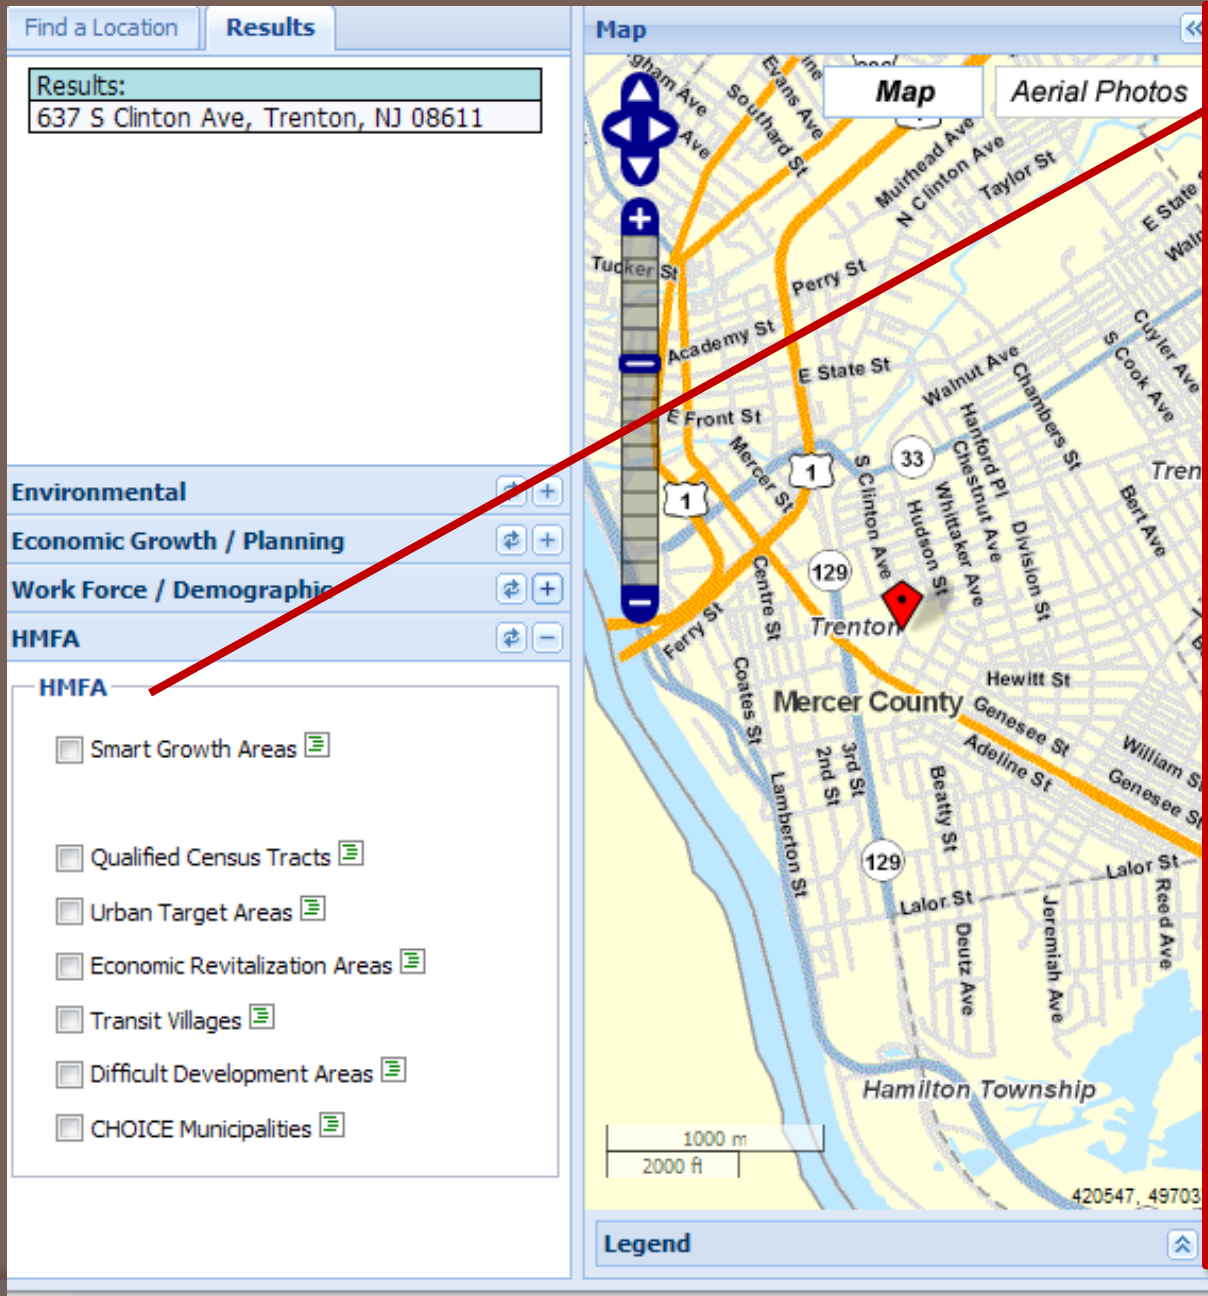 Find a Location
Results
Results:
637 S Clinton Ave, Trenton, NJ 08611
Environmental
Economic Growth / Planning
Work Force / Demographic
HMFA
HMFA
Smart Growth Areas
Qualified Census Tracts
Urban Target Areas
Economic Revitalization Areas
Transit Villages
Difficult Development Areas
CHOICE Municipalities
Map
Map
Aerial Photos
Evans Ave
Southard St
Ave
Muirhead Ave
N Clinton Ave
Taylor St
E State
Tucker St
Perry St
Academy St
E State St
Walnut Ave
Chambers St
Cuyler Ave
S Cook Ave
E Front St
Mercer St
1
1
33
S Clinton Ave
Hanford Pl
Chestnut Ave
Whittaker Ave
Hudson St
Division St
Bert Ave
Tren
129
Centre St
Ferry St
Trenton
Coates St
Mercer County
Hewitt St
Genesee St
Adeline St
William S
Genesee S
3rd St
2nd St
Beatty St
Lamberton St
129
Lalor St
Lalor St
Reed Ave
Jeremiah Ave
Deutz Ave
Hamilton Township
1000 m
2000 ft
420547, 49703
Legend